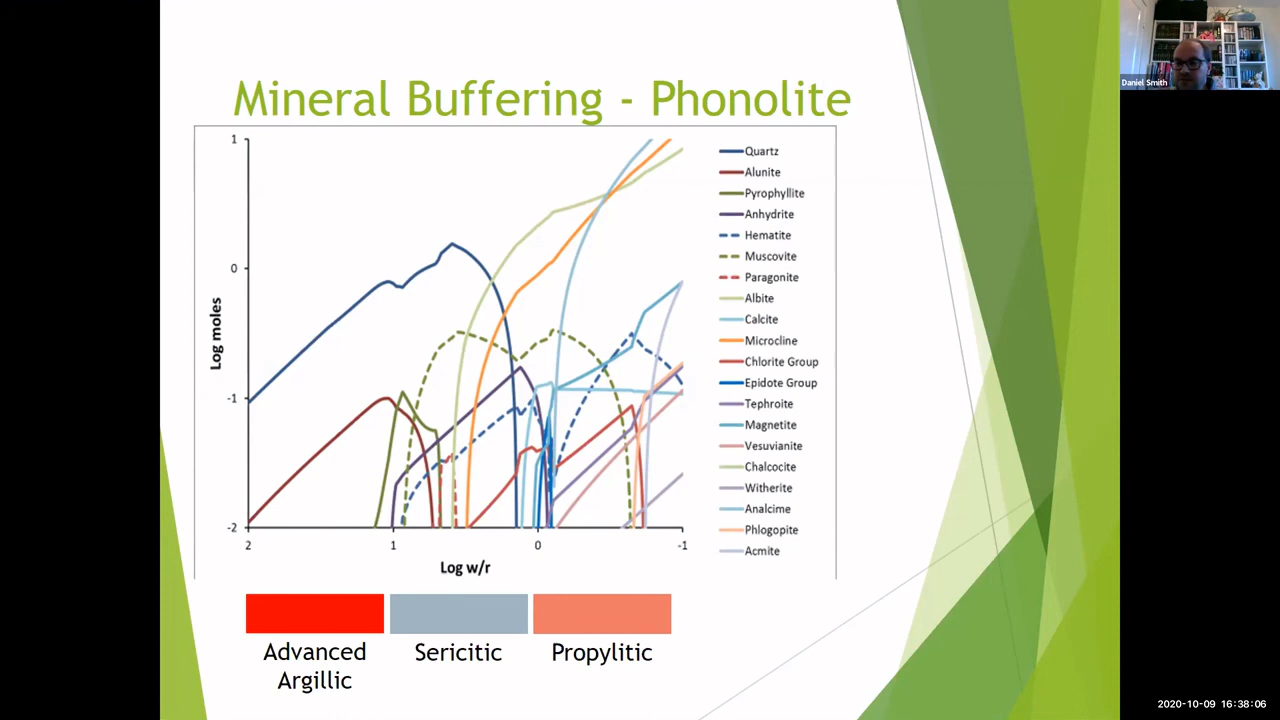 Mineral Buffering - Phonolite
Daniel Smith
1
0
-1
-2
Log moles
2
1
0
-1
Log w/r
Quartz
Alunite
Pyrophyllite
Anhydrite
Hematite
Muscovite
Paragonite
Albite
Calcite
Microcline
Chlorite Group
Epidote Group
Tephroite
Magnetite
Vesuvianite
Chalcocite
Witherite
Analcime
Phlogopite
Acmite
Advanced
Argillic
Sericitic
Propylitic
2020-10-09 16:38:06